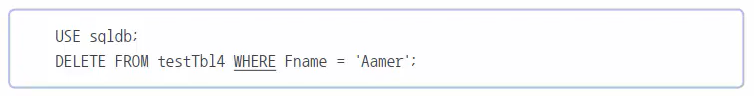 USE sqldb;
DELETE FROM testTbl4 WHERE Fname = 'Aamer';